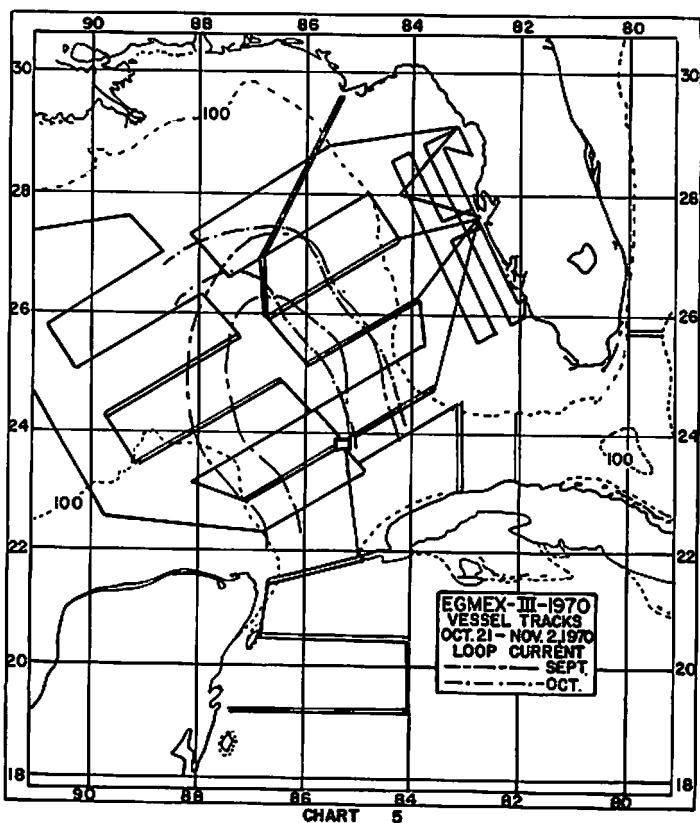 90 88 86 84 82 80
30 30
100
28 28
26 26
24 24
100
100
22 22
EGMEX-III-1970
VESSEL TRACKS
OCT. 21 - NOV. 2, 1970
LOOP CURRENT
SEPT.
OCT.
20 20
18 18
90 88 86 84 82 80
CHART 5